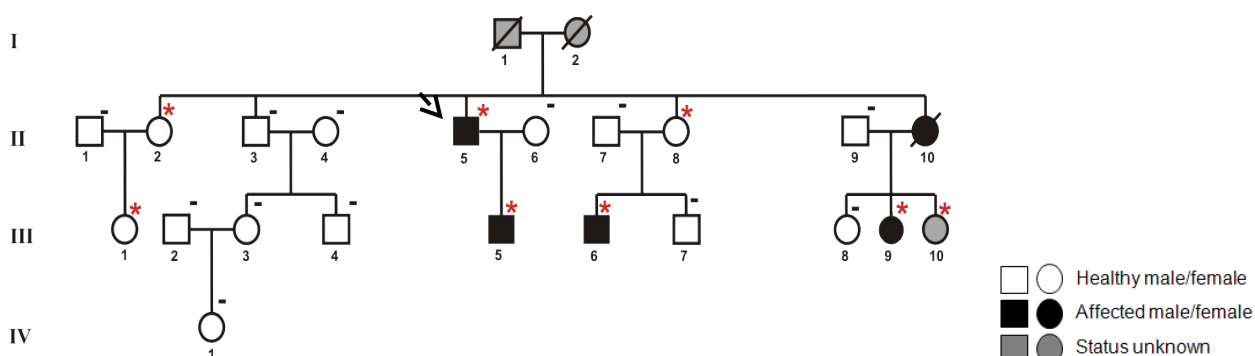 I
1 2
- * - * - - * - *
II
1 2 3 4 5 6 7 8 9 10
* - - - * * - - * *
III
1 2 3 4 5 6 7 8 9 10
-
IV
1
Healthy male/female
Affected male/female
Status unknown